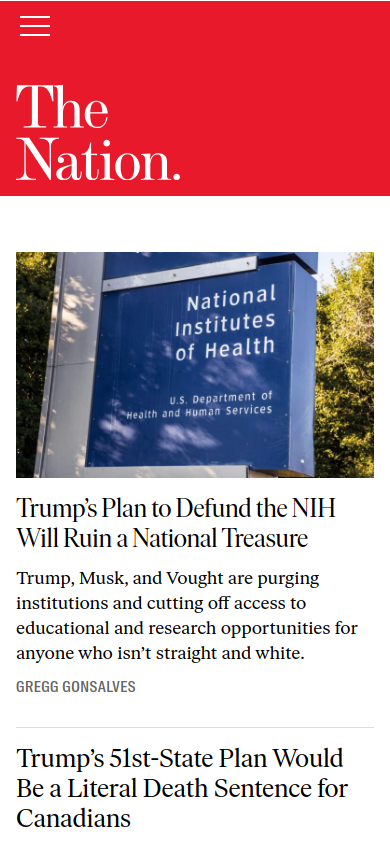 The
Nation.
National
Institutes
of Health
U.S. Department of
Health and Human Services
Trump’s Plan to Defund the NIH
Will Ruin a National Treasure
Trump, Musk, and Vought are purging
institutions and cutting off access to
educational and research opportunities for
anyone who isn’t straight and white.
GREGG GONSALVES
Trump’s 51st-State Plan Would
Be a Literal Death Sentence for
Canadians